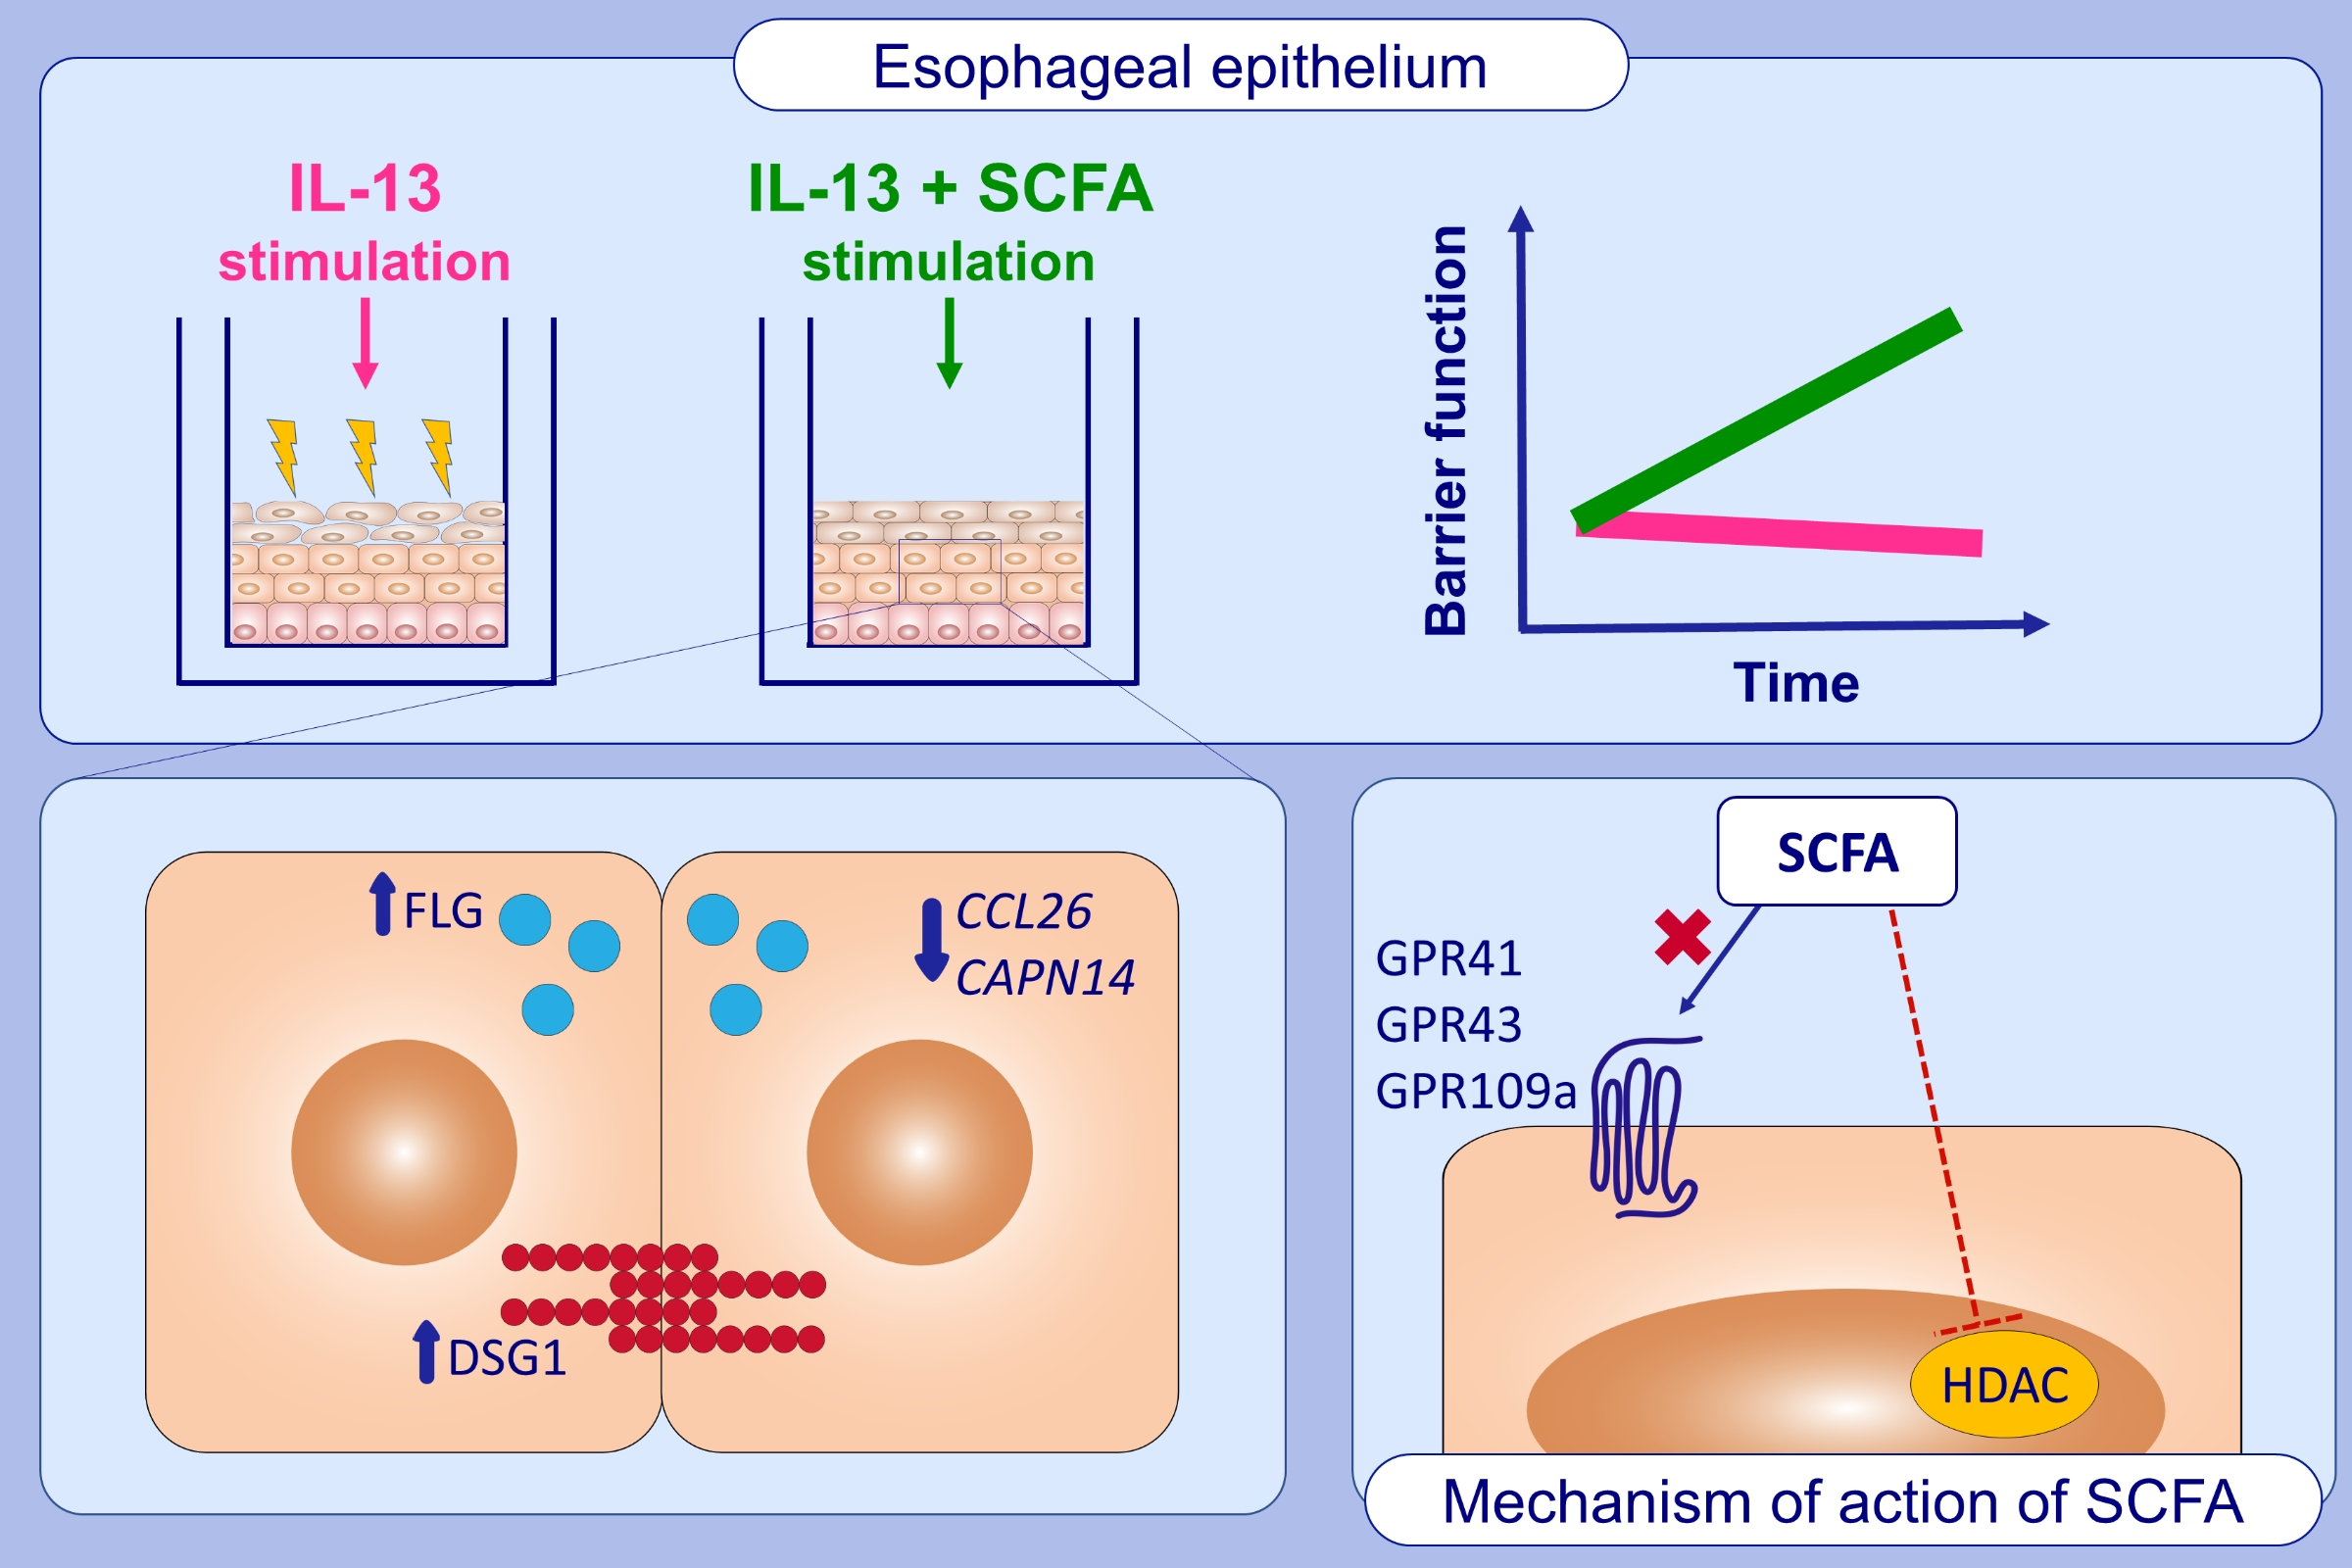 Esophageal epithelium
IL-13
stimulation
IL-13 + SCFA
stimulation
Barrier function
Time
FLG
CCL26
CAPN14
DSG1
SCFA
GPR41
GPR43
GPR109a
HDAC
Mechanism of action of SCFA